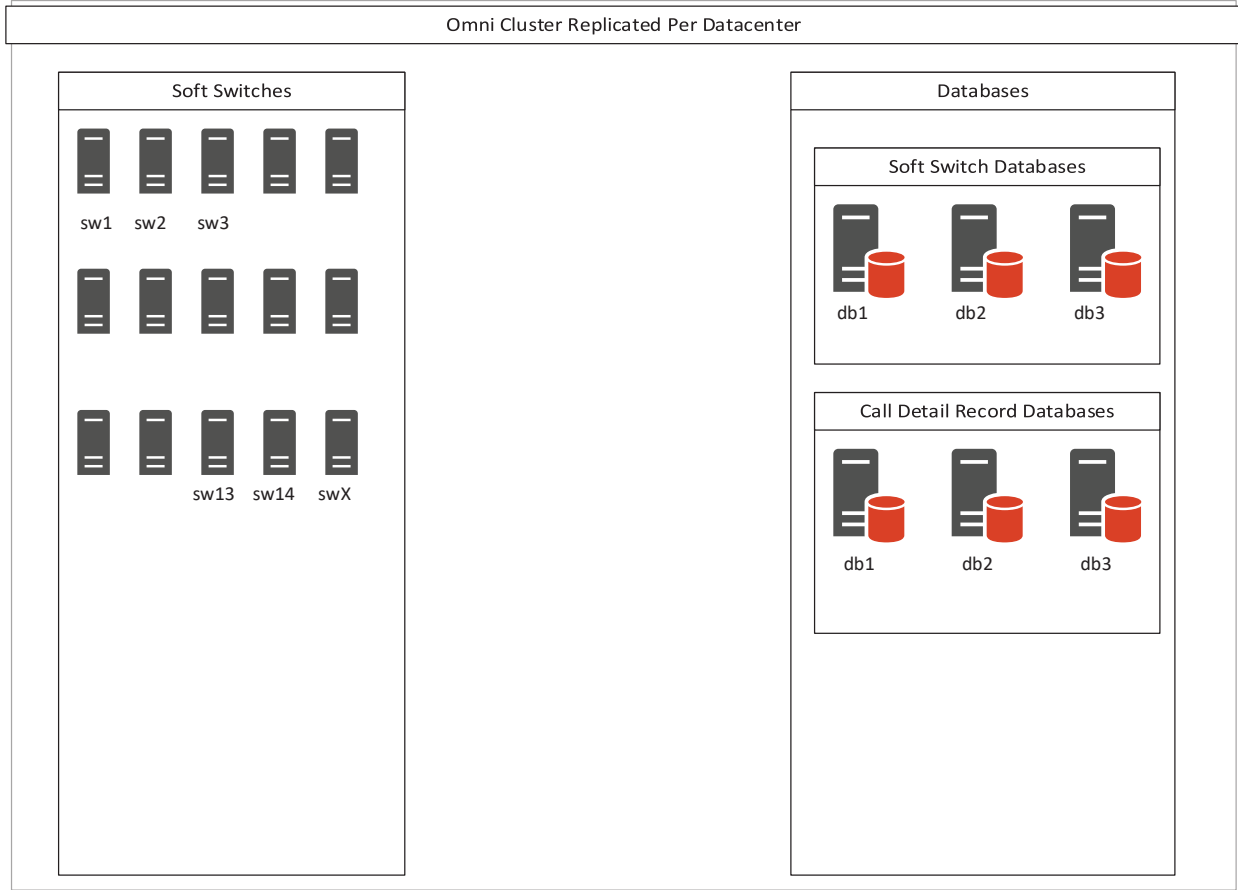 Omni Cluster Replicated Per Datacenter
Soft Switches
sw1 sw2 sw3
sw13 sw14 swX
Databases
Soft Switch Databases
db1 db2 db3
Call Detail Record Databases
db1 db2 db3